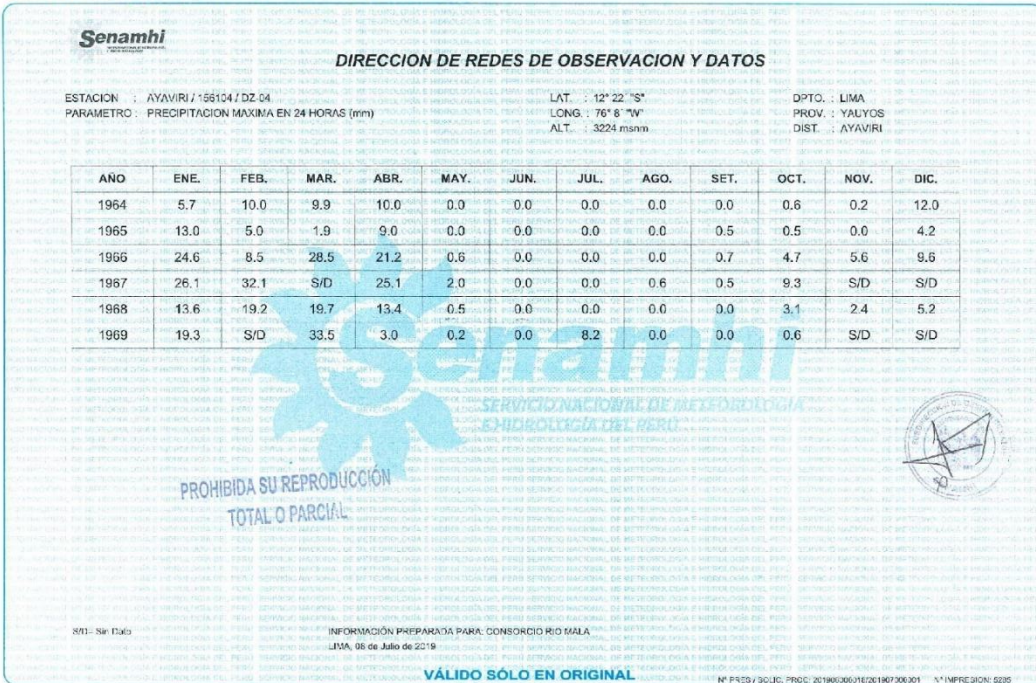 Senamhi
DIRECCION DE REDES DE OBSERVACION Y DATOS
ESTACION : AYAVIRI / 156104 / DZ-04 LAT. : 12° 22' "S" DPTO. : LIMA
PARAMETRO : PRECIPITACION MAXIMA EN 24 HORAS (mm) LONG. : 76° 8' "W" PROV. : YAUYOS
ALT. : 3224 msnm DIST. : AYAVIRI
AÑO ENE. FEB. MAR. ABR. MAY. JUN. JUL. AGO. SET. OCT. NOV. DIC.
1964 5.7 10.0 9.9 10.0 0.0 0.0 0.0 0.0 0.0 0.6 0.2 12.0
1965 13.0 5.0 1.9 9.0 0.0 0.0 0.0 0.0 0.5 0.5 0.0 4.2
1966 24.6 8.5 28.5 21.2 0.6 0.0 0.0 0.0 0.7 4.7 5.6 9.6
1967 26.1 32.1 S/D 25.1 2.0 0.0 0.0 0.6 0.5 9.3 S/D S/D
1968 13.6 19.2 19.7 13.4 0.5 0.0 0.0 0.0 0.0 3.1 2.4 5.2
1969 19.3 S/D 33.5 3.0 0.2 0.0 8.2 0.0 0.0 0.6 S/D S/D
Senamhi
SERVICIO NACIONAL DE METEOROLOGÍA
E HIDROLOGÍA DEL PERÚ
PROHIBIDA SU REPRODUCCIÓN
TOTAL O PARCIAL
S/D= Sin Dato INFORMACIÓN PREPARADA PARA: CONSORCIO RIO MALA
LIMA, 08 de Julio de 2019
VÁLIDO SÓLO EN ORIGINAL
Nº PRES / SOLIC. PROC: Nº IMPRESION: 5285